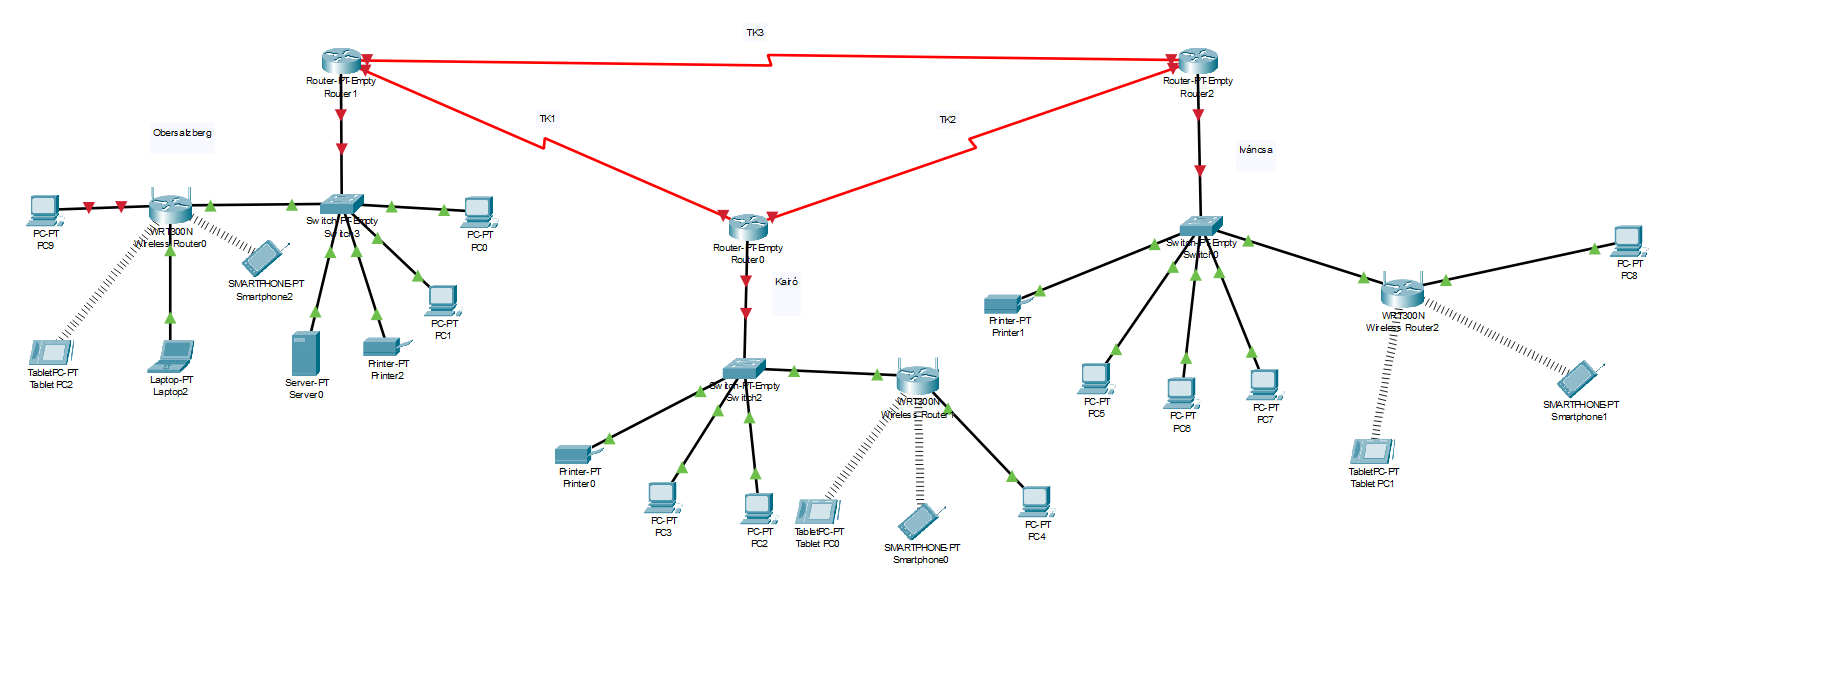 TK3
Router-PT-Empty
Router1
Router-PT-Empty
Router2
TK1
TK2
Obersalzberg
Iváncsa
PC-PT
PC9
WRT300N
Wireless Router0
Switch-PT-Empty
Switch3
PC-PT
PC0
Router-PT-Empty
Router0
Switch-PT-Empty
Switch0
PC-PT
PC8
SMARTPHONE-PT
Smartphone2
Kairó
PC-PT
PC1
Printer-PT
Printer1
WRT300N
Wireless Router2
TabletPC-PT
Tablet PC2
Laptop-PT
Laptop2
Server-PT
Server0
Printer-PT
Printer2
Switch-PT-Empty
Switch2
WRT300N
Wireless Router1
PC-PT
PC5
PC-PT
PC6
PC-PT
PC7
SMARTPHONE-PT
Smartphone1
Printer-PT
Printer0
TabletPC-PT
Tablet PC1
PC-PT
PC3
PC-PT
PC2
TabletPC-PT
Tablet PC0
SMARTPHONE-PT
Smartphone0
PC-PT
PC4